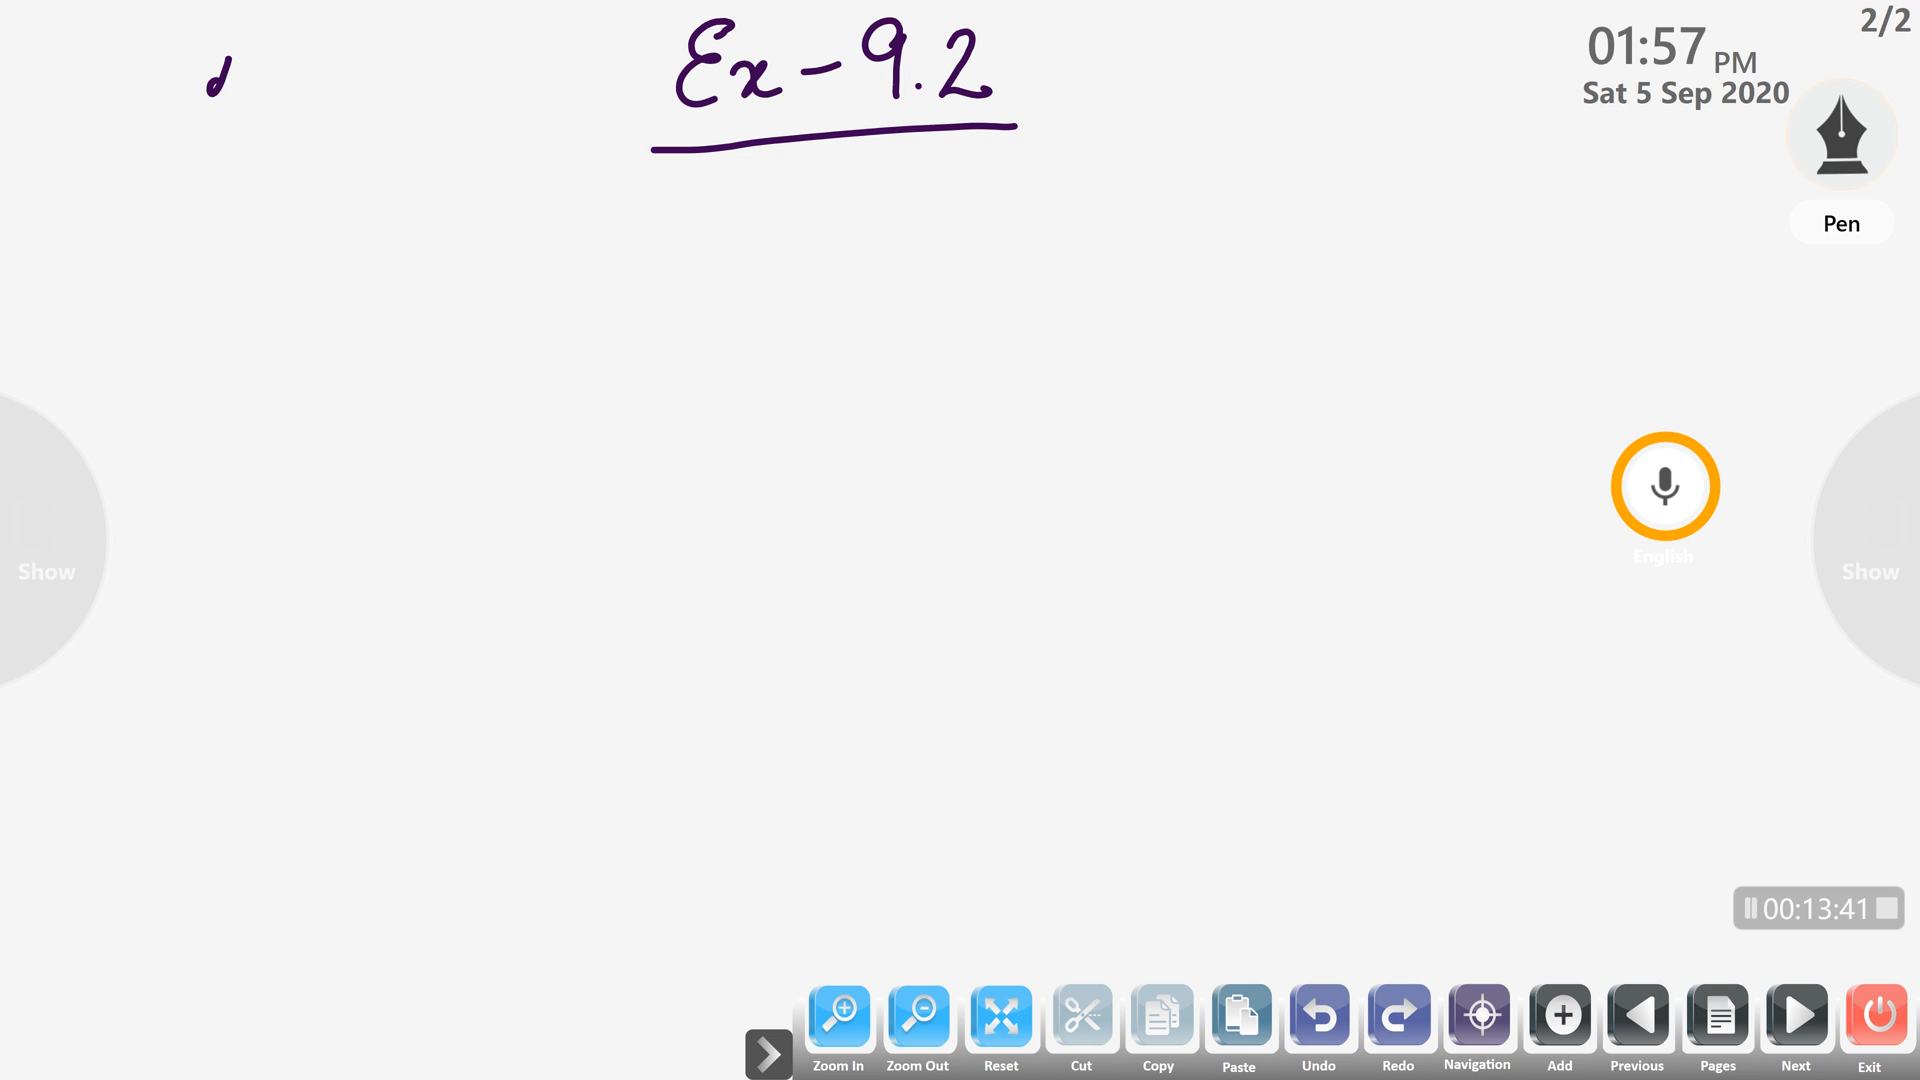 2/2
01:57 PM
Sat 5 Sep 2020
Ex - 9.2
Pen
Show
English
Show
00:13:41
Zoom In Zoom Out Reset Cut Copy Paste Undo Redo Navigation Add Previous Pages Next Exit